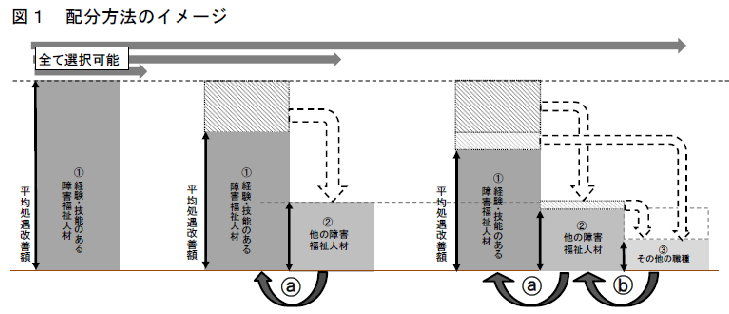 図１ 配分方法のイメージ
全て選択可能
平均処遇改善額
①経験・技能のある
障害福祉人材
平均処遇改善額
①経験・技能のある
障害福祉人材
②
他の障害
福祉人材
平均処遇改善額
①経験・技能のある
障害福祉人材
②
他の障害
福祉人材
③
その他の職種
ⓐ
ⓐ
ⓑ